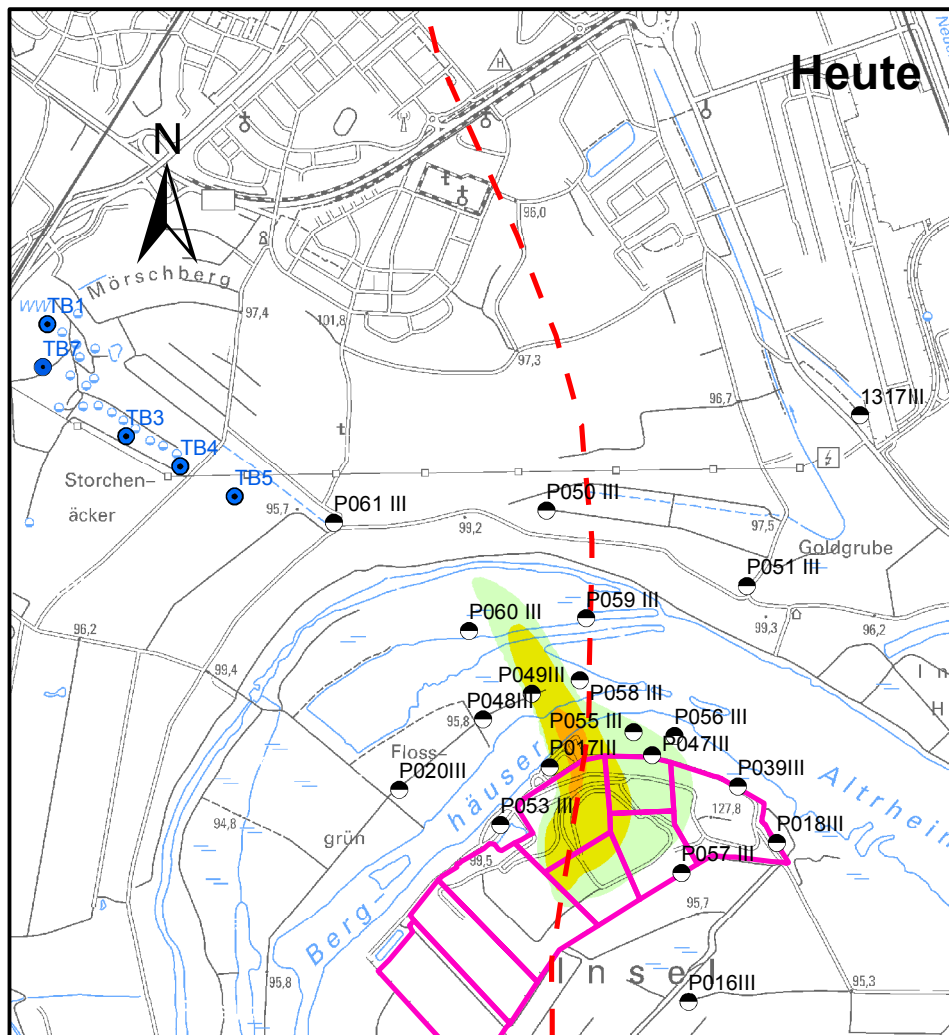 Heute
Neuer
H
N
96,0
Mörschberg
WW
TB1
97,4
101,8
TB7
97,3
96,7
1317III
TB3
TB4
Storchen-
äcker
TB5
95,7
P061 III
99,2
P050 III
97,5
Goldgrube
P051 III
P059 III
P060 III
99,3
96,2
96,2
99,4
I n
H
P049III
P058 III
P048III
95,8
P055 III
P056 III
Floss-
P017III
P047III
P020III
P039III
Altrhein
grün
häuser
127,8
94,8
P053 III
P018III
99,5
P057 III
Berg-
95,7
Insel
95,8
P016III
95,3